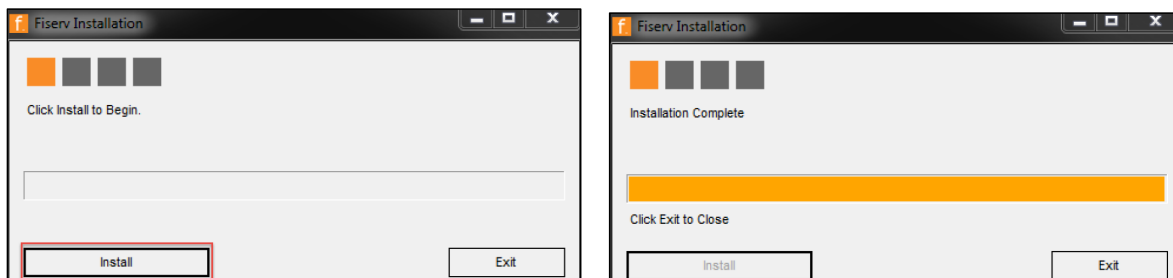 f Fiserv Installation
Click Install to Begin.
Install
Exit
f Fiserv Installation
Installation Complete
Click Exit to Close
Install
Exit